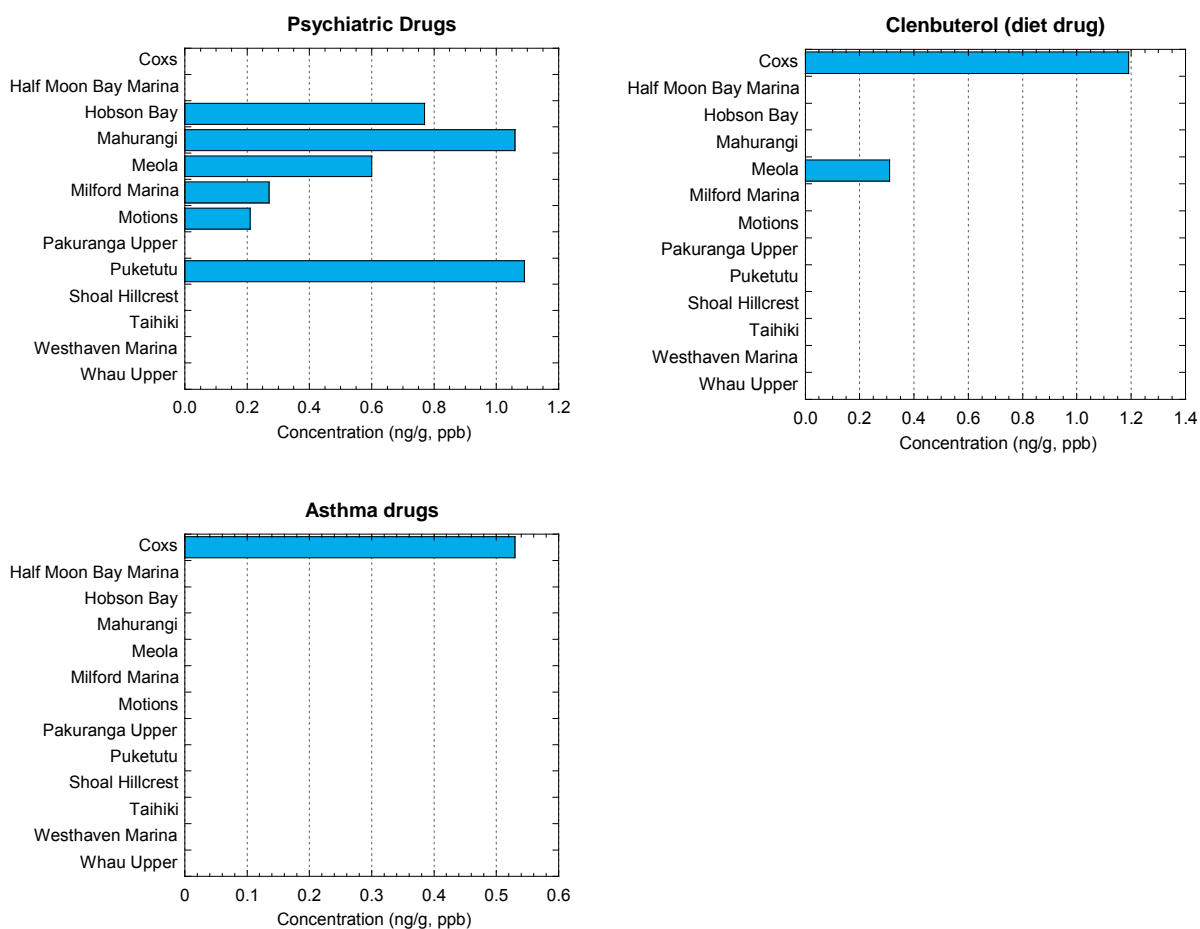 Psychiatric Drugs
Coxs
Half Moon Bay Marina
Hobson Bay
Mahurangi
Meola
Milford Marina
Motions
Pakuranga Upper
Puketutu
Shoal Hillcrest
Taihiki
Westhaven Marina
Whau Upper
0.0 0.2 0.4 0.6 0.8 1.0 1.2
Concentration (ng/g, ppb)
Clenbuterol (diet drug)
Coxs
Half Moon Bay Marina
Hobson Bay
Mahurangi
Meola
Milford Marina
Motions
Pakuranga Upper
Puketutu
Shoal Hillcrest
Taihiki
Westhaven Marina
Whau Upper
0.0 0.2 0.4 0.6 0.8 1.0 1.2 1.4
Concentration (ng/g, ppb)
Asthma drugs
Coxs
Half Moon Bay Marina
Hobson Bay
Mahurangi
Meola
Milford Marina
Motions
Pakuranga Upper
Puketutu
Shoal Hillcrest
Taihiki
Westhaven Marina
Whau Upper
0 0.1 0.2 0.3 0.4 0.5 0.6
Concentration (ng/g, ppb)